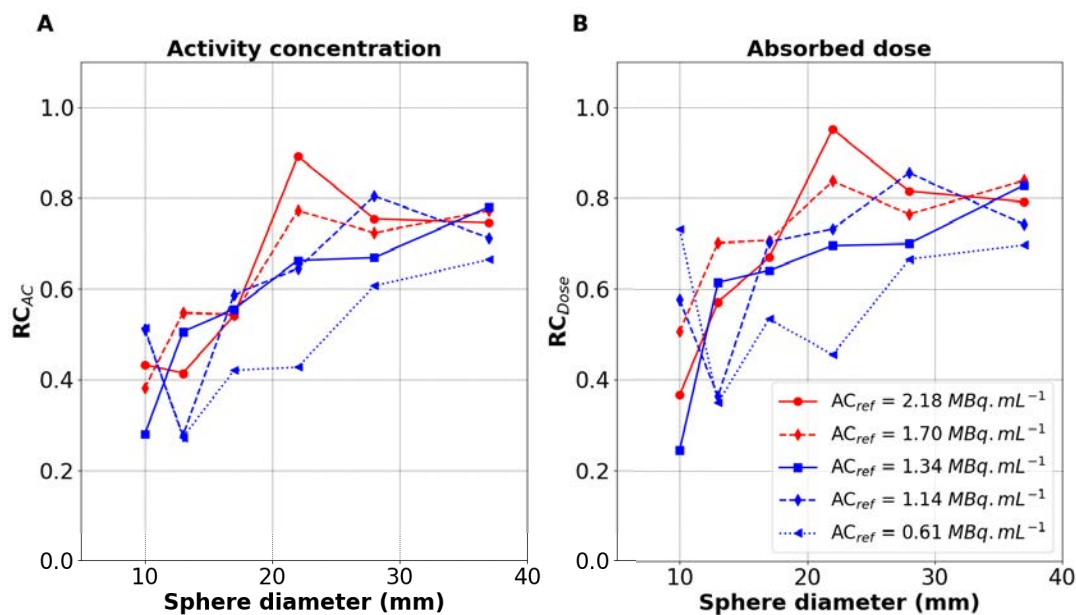 A
Activity concentration
RC_AC
1.0
0.8
0.6
0.4
0.2
0.0
10
20
30
40
Sphere diameter (mm)
B
Absorbed dose
RC_Dose
1.0
0.8
0.6
0.4
0.2
0.0
10
20
30
40
Sphere diameter (mm)
AC_ref = 2.18 MBq.mL⁻¹
AC_ref = 1.70 MBq.mL⁻¹
AC_ref = 1.34 MBq.mL⁻¹
AC_ref = 1.14 MBq.mL⁻¹
AC_ref = 0.61 MBq.mL⁻¹